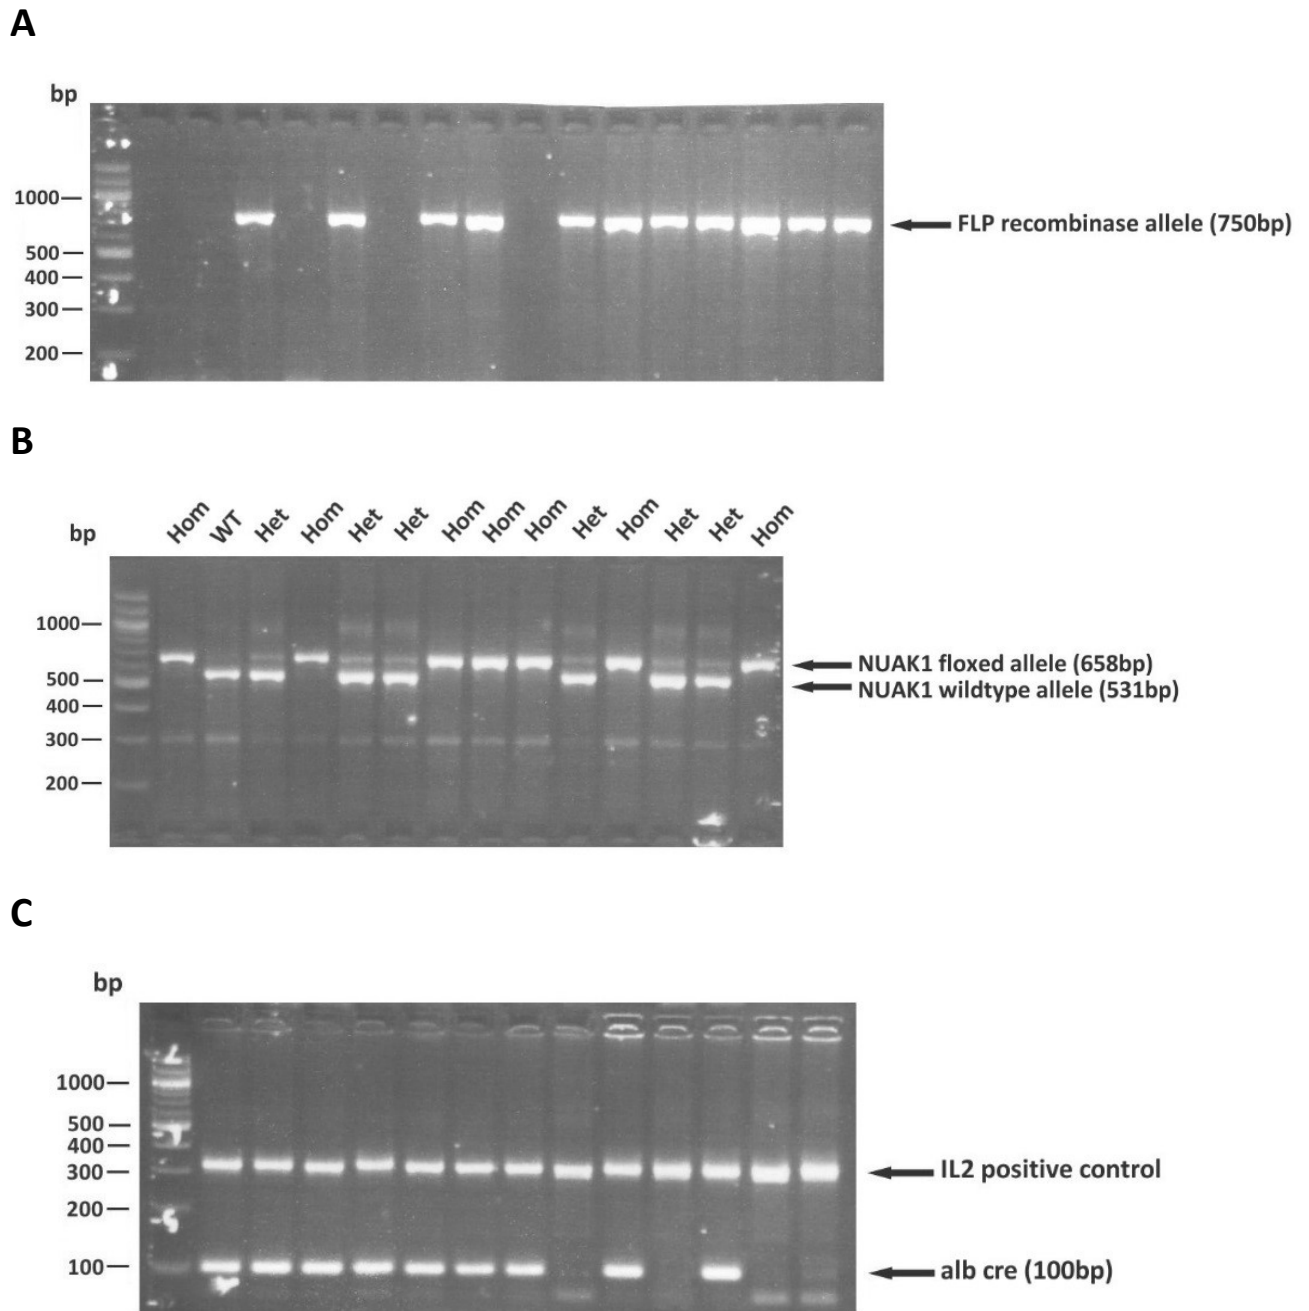 A
bp
1000
500
400
300
200
FLP recombinase allele (750bp)
B
Hom WT Het Hom Het Het Hom Hom Hom Het Hom Het Het Hom
bp
1000
500
400
300
200
NUAK1 floxed allele (658bp)
NUAK1 wildtype allele (531bp)
C
bp
1000
500
400
300
200
100
IL2 positive control
alb cre (100bp)